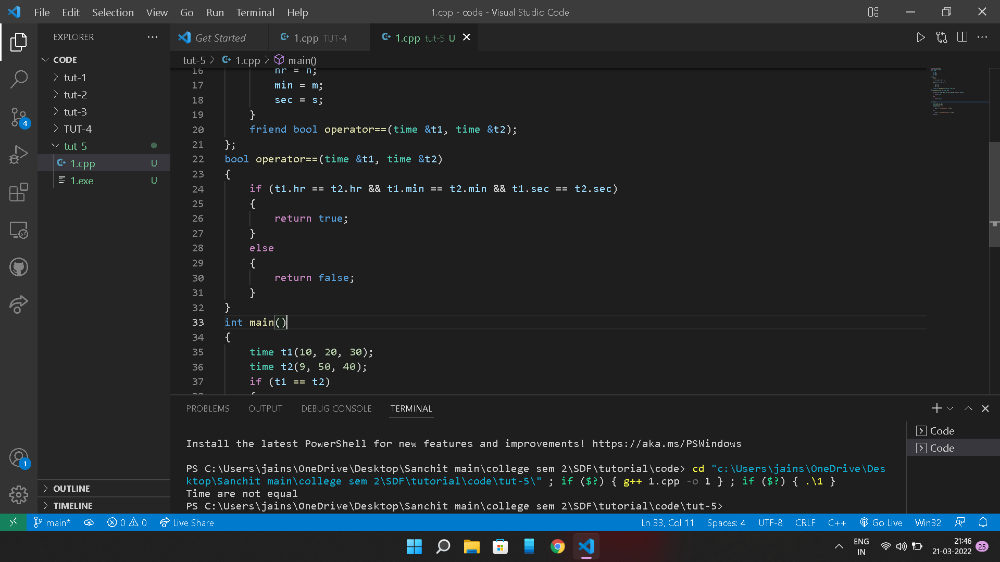 File Edit Selection View Go Run Terminal Help
1.cpp - code - Visual Studio Code
EXPLORER
Get Started
1.cpp TUT-4
1.cpp tut-5 U
CODE
tut-1
tut-2
tut-3
TUT-4
tut-5
1.cpp U
1.exe U
OUTLINE
TIMELINE
4
1
tut-5 > 1.cpp > main()
16 hr = h;
17 min = m;
18 sec = s;
19 }
20 friend bool operator==(time &t1, time &t2);
21 };
22 bool operator==(time &t1, time &t2)
23 {
24 if (t1.hr == t2.hr && t1.min == t2.min && t1.sec == t2.sec)
25 {
26 return true;
27 }
28 else
29 {
30 return false;
31 }
32 }
33 int main()
34 {
35 time t1(10, 20, 30);
36 time t2(9, 50, 40);
37 if (t1 == t2)
PROBLEMS OUTPUT DEBUG CONSOLE TERMINAL
Install the latest PowerShell for new features and improvements! https://aka.ms/PSWindows
PS C:\Users\jains\OneDrive\Desktop\Sanchit main\college sem 2\SDF\tutorial\code> cd "c:\Users\jains\OneDrive\Des
ktop\Sanchit main\college sem 2\SDF\tutorial\code\tut-5\" ; if ($?) { g++ 1.cpp -o 1 } ; if ($?) { .\1 }
Time are not equal
PS C:\Users\jains\OneDrive\Desktop\Sanchit main\college sem 2\SDF\tutorial\code\tut-5>
Code
Code
main* 0 0 Live Share
Ln 33, Col 11 Spaces: 4 UTF-8 CRLF C++ Go Live Win32
ENG
IN
21:46
21-03-2022
25